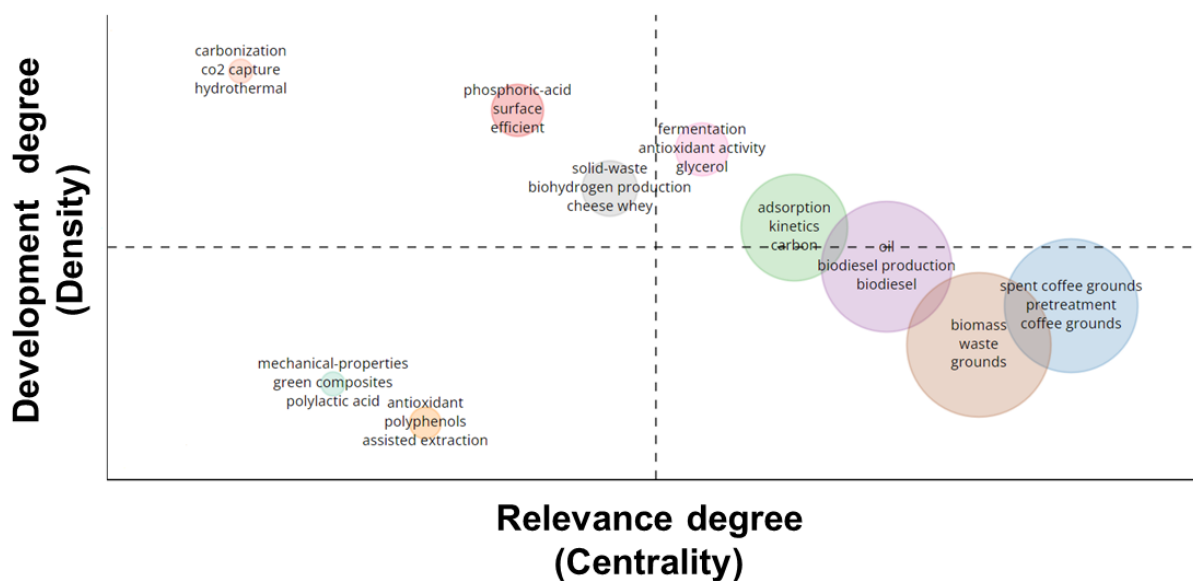 Development degree
(Density)
carbonization
co2 capture
hydrothermal
phosphoric-acid
surface
efficient
fermentation
antioxidant activity
glycerol
solid-waste
biohydrogen production
cheese whey
adsorption
kinetics
carbon
oil
biodiesel production
biodiesel
spent coffee grounds
pretreatment
coffee grounds
biomass
waste
grounds
mechanical-properties
green composites
polylactic acid
antioxidant
polyphenols
assisted extraction
Relevance degree
(Centrality)